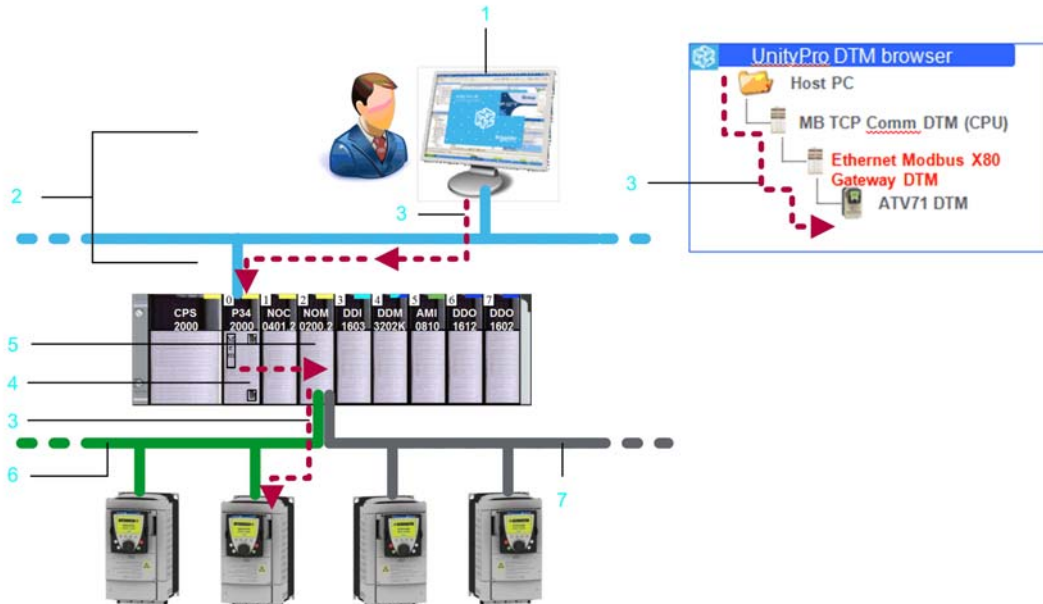 1
UnityPro DTM browser
Host PC
MB TCP Comm DTM (CPU)
Ethernet Modbus X80
Gateway DTM
ATV71 DTM
3
2
3
0 1 2 3 4 5 6 7
CPS P34 NOC NOM DDI DDM AMI DDO DDO
2000 2000 0401.2 0200.2 1603 3202K 0810 1612 1602
5
4
3
6
7